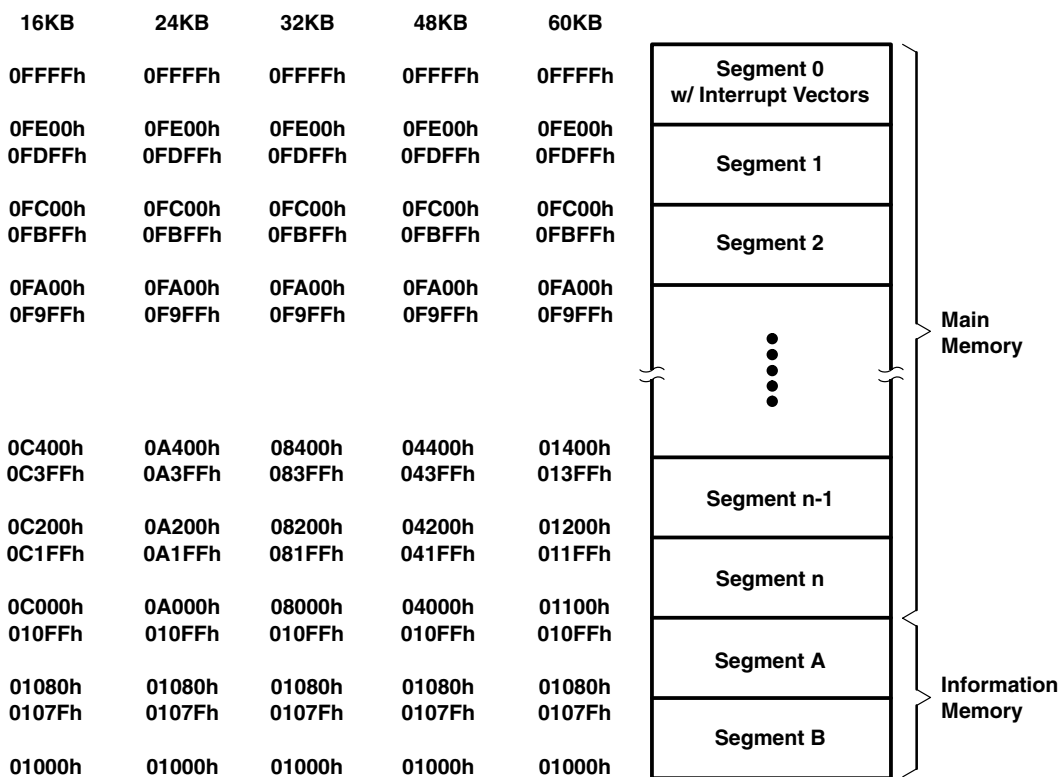 16KB 24KB 32KB 48KB 60KB
0FFFFh 0FFFFh 0FFFFh 0FFFFh 0FFFFh
Segment 0
w/ Interrupt Vectors
0FE00h 0FE00h 0FE00h 0FE00h 0FE00h
0FDFFh 0FDFFh 0FDFFh 0FDFFh 0FDFFh
Segment 1
0FC00h 0FC00h 0FC00h 0FC00h 0FC00h
0FBFFh 0FBFFh 0FBFFh 0FBFFh 0FBFFh
Segment 2
0FA00h 0FA00h 0FA00h 0FA00h 0FA00h
0F9FFh 0F9FFh 0F9FFh 0F9FFh 0F9FFh
Main
Memory
0C400h 0A400h 08400h 04400h 01400h
0C3FFh 0A3FFh 083FFh 043FFh 013FFh
Segment n-1
0C200h 0A200h 08200h 04200h 01200h
0C1FFh 0A1FFh 081FFh 041FFh 011FFh
Segment n
0C000h 0A000h 08000h 04000h 01100h
010FFh 010FFh 010FFh 010FFh 010FFh
Segment A
01080h 01080h 01080h 01080h 01080h
0107Fh 0107Fh 0107Fh 0107Fh 0107Fh
Information
Memory
Segment B
01000h 01000h 01000h 01000h 01000h